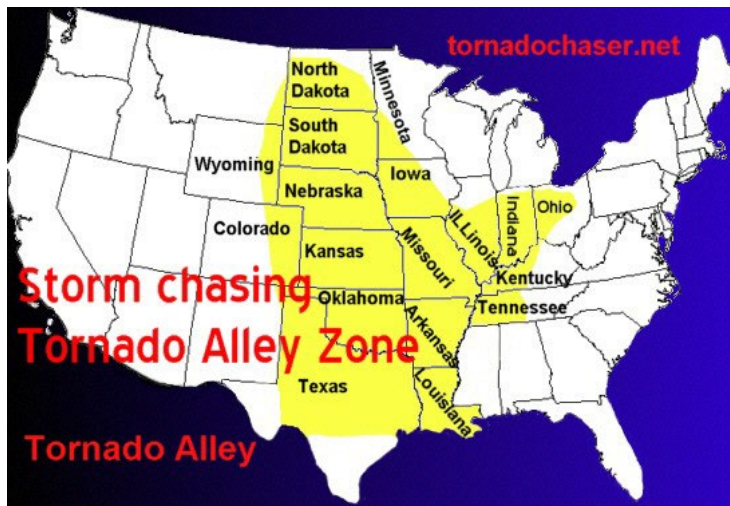 tornadochaser.net
North
Dakota
Minnesota
South
Dakota
Wyoming
Iowa
Nebraska
ILLinois
Indiana
Ohio
Colorado
Missouri
Kansas
Kentucky
Storm chasing
Oklahoma
Tennessee
Arkansas
Tornado Alley Zone
Texas
Louisiana
Tornado Alley